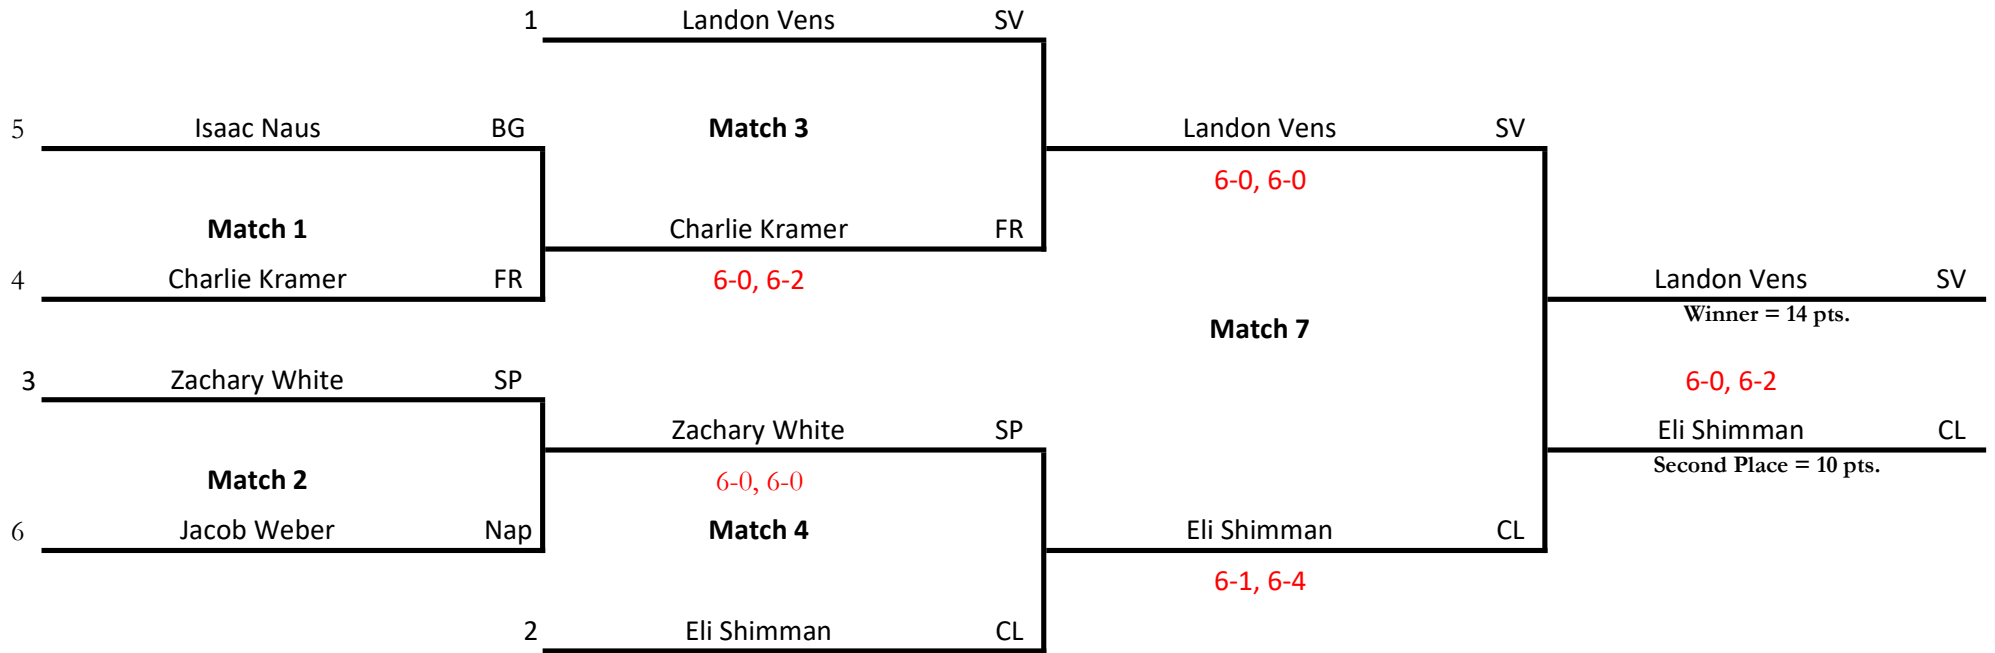 1 Landon Vens SV
5 Isaac Naus BG Match 3 Landon Vens SV
6-0, 6-0
Match 1 Charlie Kramer FR
4 Charlie Kramer FR 6-0, 6-2 Landon Vens SV
Winner = 14 pts.
Match 7
3 Zachary White SP 6-0, 6-2
Zachary White SP Eli Shimman CL
Second Place = 10 pts.
Match 2 6-0, 6-0
6 Jacob Weber Nap Match 4 Eli Shimman CL
6-1, 6-4
2 Eli Shimman CL